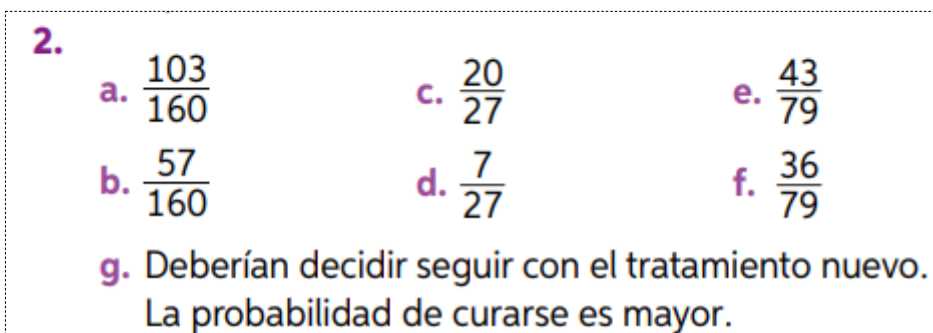 2.
a. 103/160 c. 20/27 e. 43/79
b. 57/160 d. 7/27 f. 36/79
g. Deberían decidir seguir con el tratamiento nuevo.
La probabilidad de curarse es mayor.